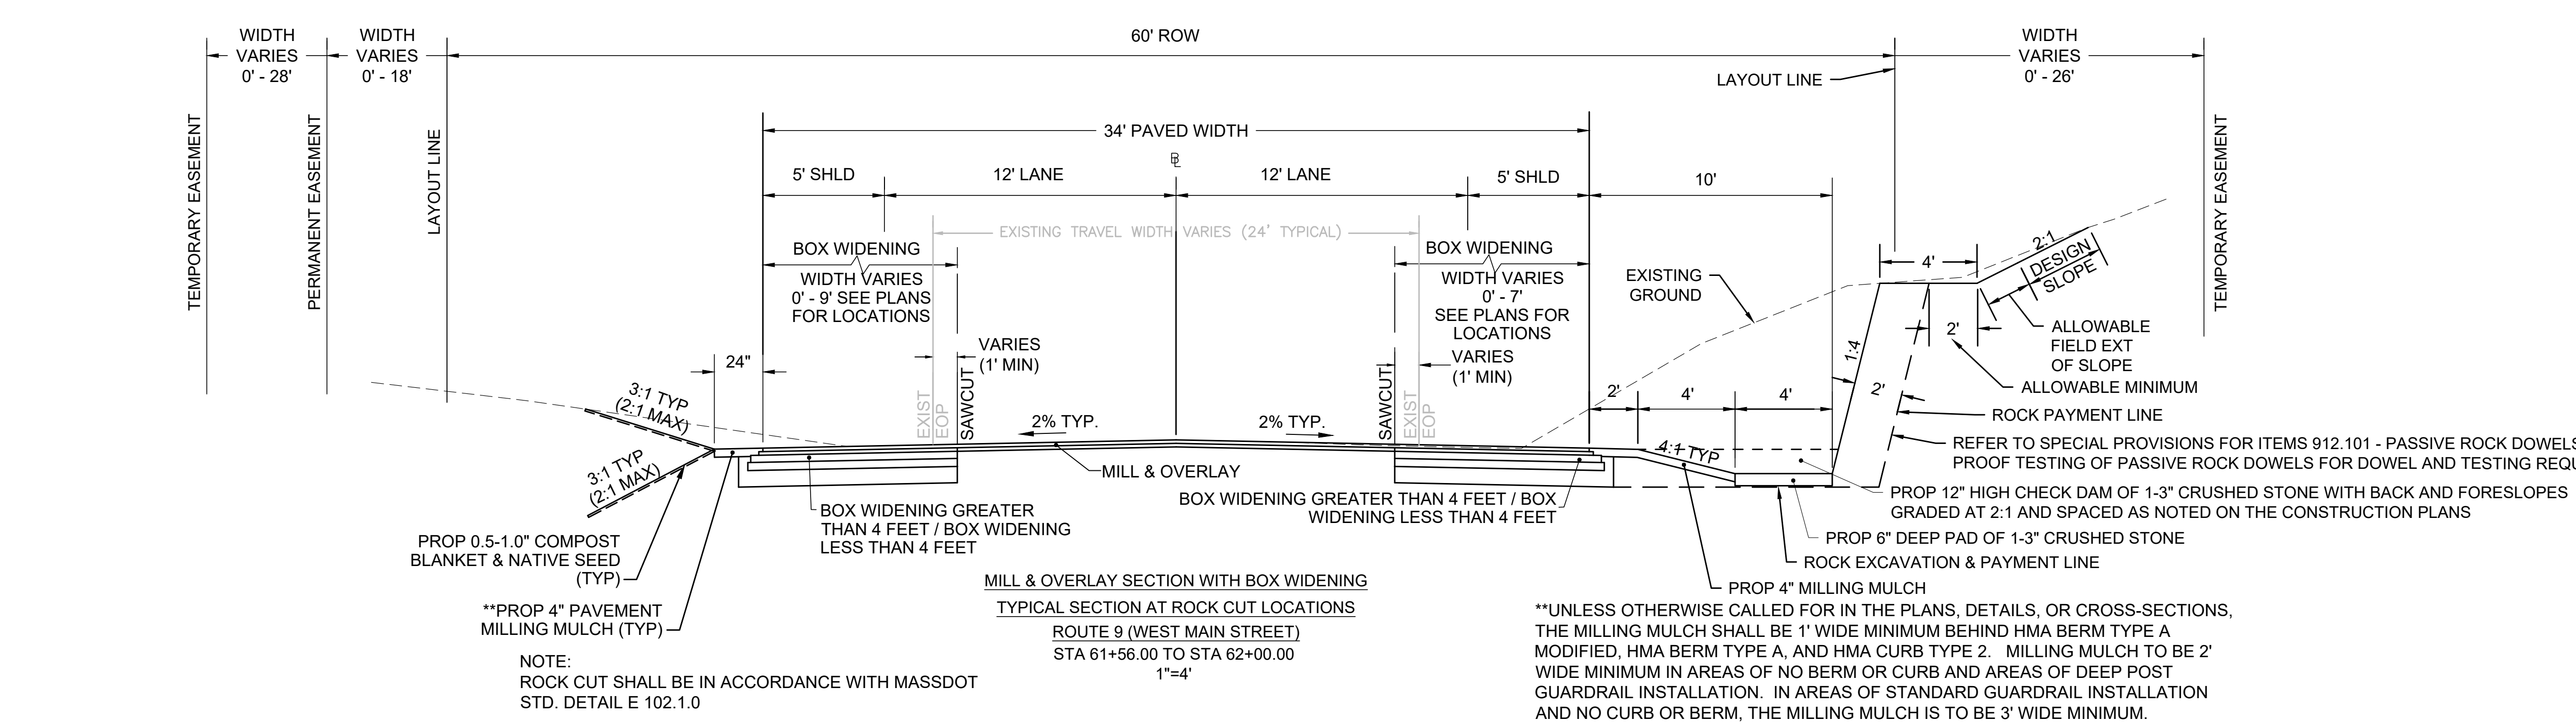 WIDTH
VARIES
0' - 28'
WIDTH
VARIES
0' - 18'
60' ROW
WIDTH
VARIES
0' - 26'
LAYOUT LINE
TEMPORARY EASEMENT
PERMANENT EASEMENT
LAYOUT LINE
TEMPORARY EASEMENT
34' PAVED WIDTH
BL
5' SHLD
12' LANE
12' LANE
5' SHLD
10'
EXISTING TRAVEL WIDTH VARIES (24' TYPICAL)
BOX WIDENING
WIDTH VARIES
0' - 9' SEE PLANS
FOR LOCATIONS
BOX WIDENING
WIDTH VARIES
0' - 7'
SEE PLANS FOR
LOCATIONS
EXISTING
GROUND
4'
2:1
DESIGN
SLOPE
2'
ALLOWABLE
FIELD EXT
OF SLOPE
ALLOWABLE MINIMUM
24"
VARIES
(1' MIN)
VARIES
(1' MIN)
EXIST
EOP
SAWCUT
SAWCUT
EXIST
EOP
2% TYP.
2% TYP.
2'
4'
4'
1:4
2'
ROCK PAYMENT LINE
3:1 TYP
(2:1 MAX)
3:1 TYP
(2:1 MAX)
4:1 TYP
MILL & OVERLAY
REFER TO SPECIAL PROVISIONS FOR ITEMS 912.101 - PASSIVE ROCK DOWELS
PROOF TESTING OF PASSIVE ROCK DOWELS FOR DOWEL AND TESTING
PROP 12" HIGH CHECK DAM OF 1-3" CRUSHED STONE WITH BACK AND FORESLOPES
GRADED AT 2:1 AND SPACED AS NOTED ON THE CONSTRUCTION PLANS
PROP 6" DEEP PAD OF 1-3" CRUSHED STONE
ROCK EXCAVATION & PAYMENT LINE
PROP 4" MILLING MULCH
BOX WIDENING GREATER
THAN 4 FEET / BOX WIDENING
LESS THAN 4 FEET
BOX WIDENING GREATER THAN 4 FEET / BOX
WIDENING LESS THAN 4 FEET
PROP 0.5-1.0" COMPOST
BLANKET & NATIVE SEED
(TYP)
**PROP 4" PAVEMENT
MILLING MULCH (TYP)
NOTE:
ROCK CUT SHALL BE IN ACCORDANCE WITH MASSDOT
STD. DETAIL E 102.1.0
MILL & OVERLAY SECTION WITH BOX WIDENING
TYPICAL SECTION AT ROCK CUT LOCATIONS
ROUTE 9 (WEST MAIN STREET)
STA 61+56.00 TO STA 62+00.00
1"=4'
**UNLESS OTHERWISE CALLED FOR IN THE PLANS, DETAILS, OR CROSS-SECTIONS,
THE MILLING MULCH SHALL BE 1' WIDE MINIMUM BEHIND HMA BERM TYPE A
MODIFIED, HMA BERM TYPE A, AND HMA CURB TYPE 2. MILLING MULCH TO BE 2'
WIDE MINIMUM IN AREAS OF NO BERM OR CURB AND AREAS OF DEEP POST
GUARDRAIL INSTALLATION. IN AREAS OF STANDARD GUARDRAIL INSTALLATION
AND NO CURB OR BERM, THE MILLING MULCH IS TO BE 3' WIDE MINIMUM.